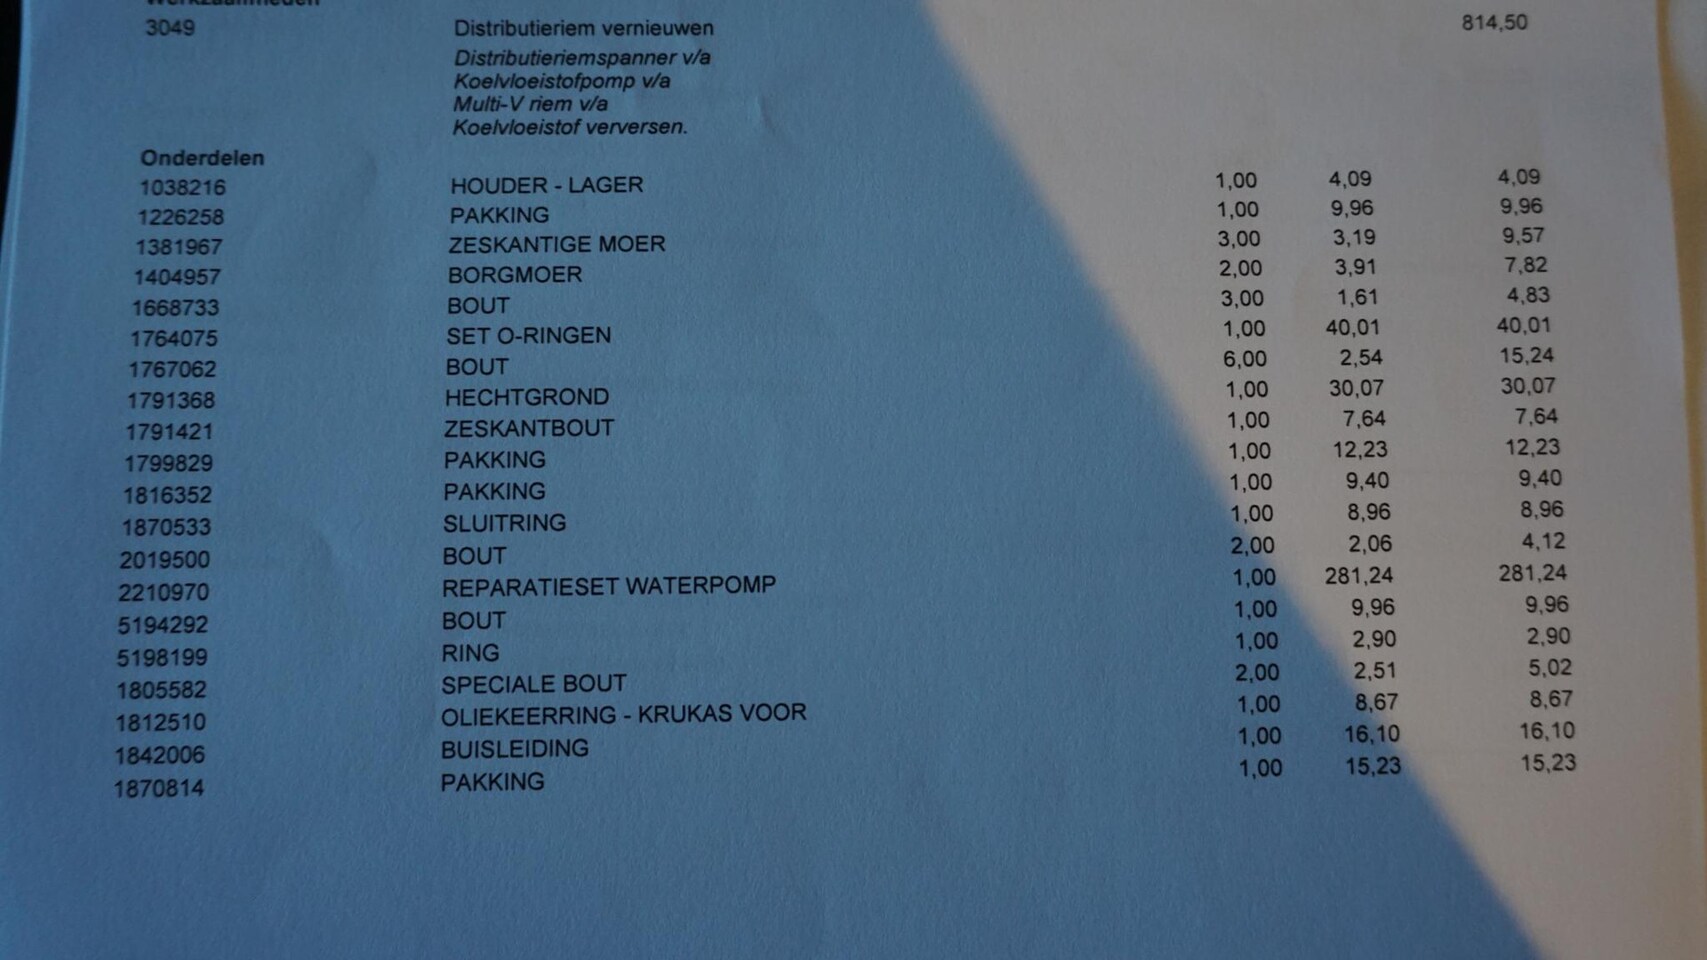 Werkzaamheden
3049 Distributieriem vernieuwen 814,50
Distributieriemspanner v/a
Koelvloeistofpomp v/a
Multi-V riem v/a
Koelvloeistof verversen.
Onderdelen
1038216 HOUDER - LAGER 1,00 4,09 4,09
1226258 PAKKING 1,00 9,96 9,96
1381967 ZESKANTIGE MOER 3,00 3,19 9,57
1404957 BORGMOER 2,00 3,91 7,82
1668733 BOUT 3,00 1,61 4,83
1764075 SET O-RINGEN 1,00 40,01 40,01
1767062 BOUT 6,00 2,54 15,24
1791368 HECHTGROND 1,00 30,07 30,07
1791421 ZESKANTBOUT 1,00 7,64 7,64
1799829 PAKKING 1,00 12,23 12,23
1816352 PAKKING 1,00 9,40 9,40
1870533 SLUITRING 1,00 8,96 8,96
2019500 BOUT 2,00 2,06 4,12
2210970 REPARATIESET WATERPOMP 1,00 281,24 281,24
5194292 BOUT 1,00 9,96 9,96
5198199 RING 1,00 2,90 2,90
1805582 SPECIALE BOUT 2,00 2,51 5,02
1812510 OLIEKEERRING - KRUKAS VOOR 1,00 8,67 8,67
1842006 BUISLEIDING 1,00 16,10 16,10
1870814 PAKKING 1,00 15,23 15,23